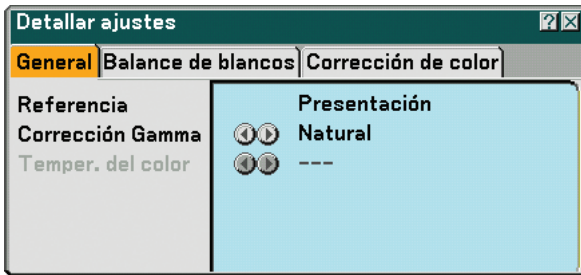 Detallar ajustes
General Balance de blancos Corrección de color
Referencia Presentación
Corrección Gamma Natural
Temper. del color ---